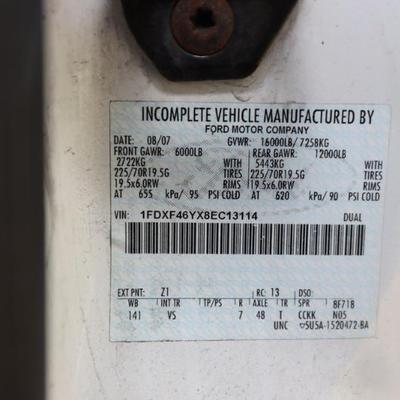 INCOMPLETE VEHICLE MANUFACTURED BY
FORD MOTOR COMPANY
DATE: 08/07 GVWR: 16000LB/ 7258KG
FRONT GAWR: 6000LB REAR GAWR: 12000LB
2722KG WITH 5443KG WITH
225/70R19.5G TIRES 225/70R19.5G TIRES
19.5x6.0RW RIMS 19.5x6.0RW RIMS
AT 655 kPa/ 95 PSI COLD AT 620 kPa/ 90 PSI COLD
VIN: 1FDXF46YX8EC13114 DUAL
EXT PNT: Z1 RC: 13 DSO:
WB INT TR TP/PS R AXLE TR SPR 8F71B
141 VS 7 48 T CCKK N05
UNC 5U5A-1520472-BA